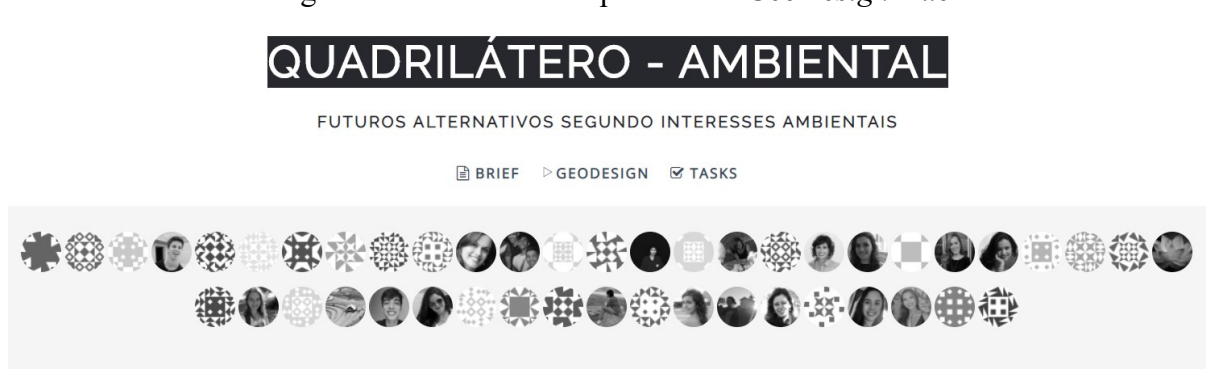 QUADRILÁTERO - AMBIENTAL
FUTUROS ALTERNATIVOS SEGUNDO INTERESSES AMBIENTAIS
BRIEF GEODESIGN TASKS